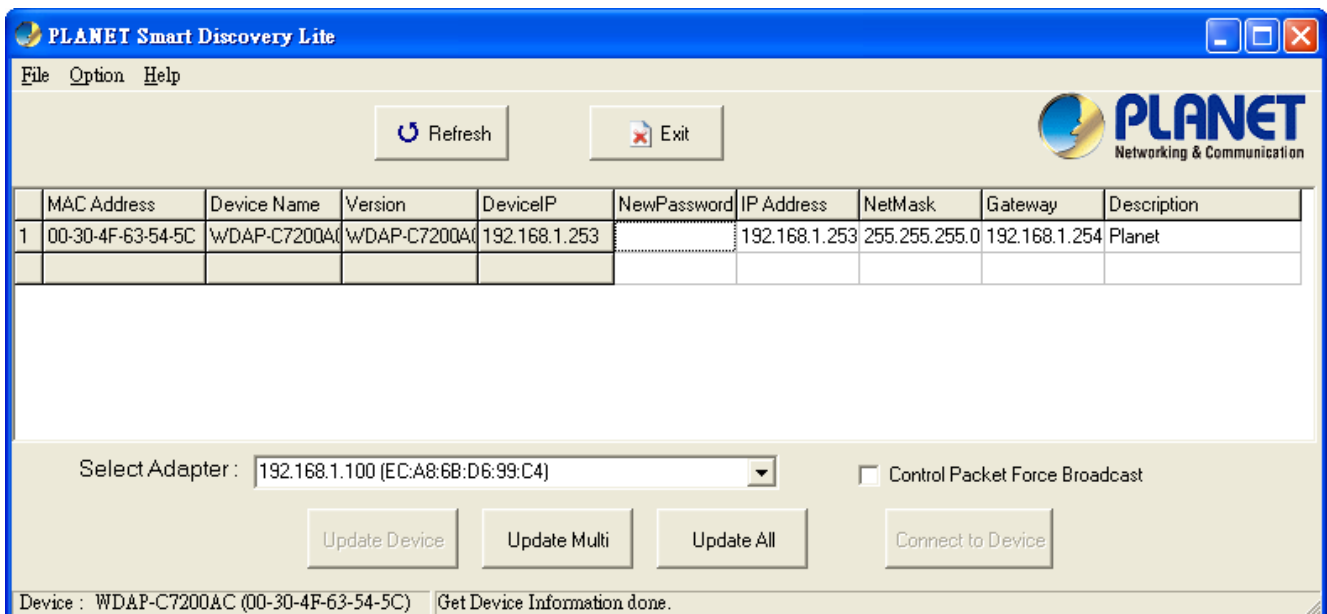 PLANET Smart Discovery Lite
File Option Help
Refresh
Exit
PLANET
Networking & Communication
MAC Address Device Name Version DeviceIP NewPassword IP Address NetMask Gateway Description
1 00-30-4F-63-54-5C WDAP-C7200A WDAP-C7200A 192.168.1.253 192.168.1.253 255.255.255.0 192.168.1.254 Planet
Select Adapter : 192.168.1.100 (EC:A8:6B:D6:99:C4)
Control Packet Force Broadcast
Update Device Update Multi Update All Connect to Device
Device : WDAP-C7200AC (00-30-4F-63-54-5C) Get Device Information done.